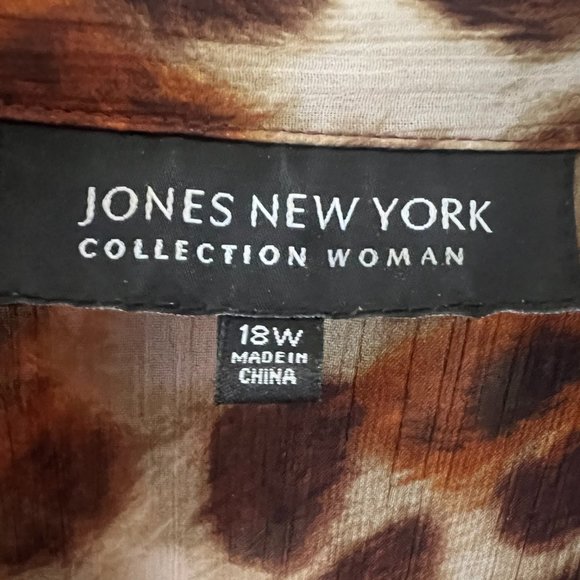 JONES NEW YORK
COLLECTION WOMAN
18W
MADE IN
CHINA